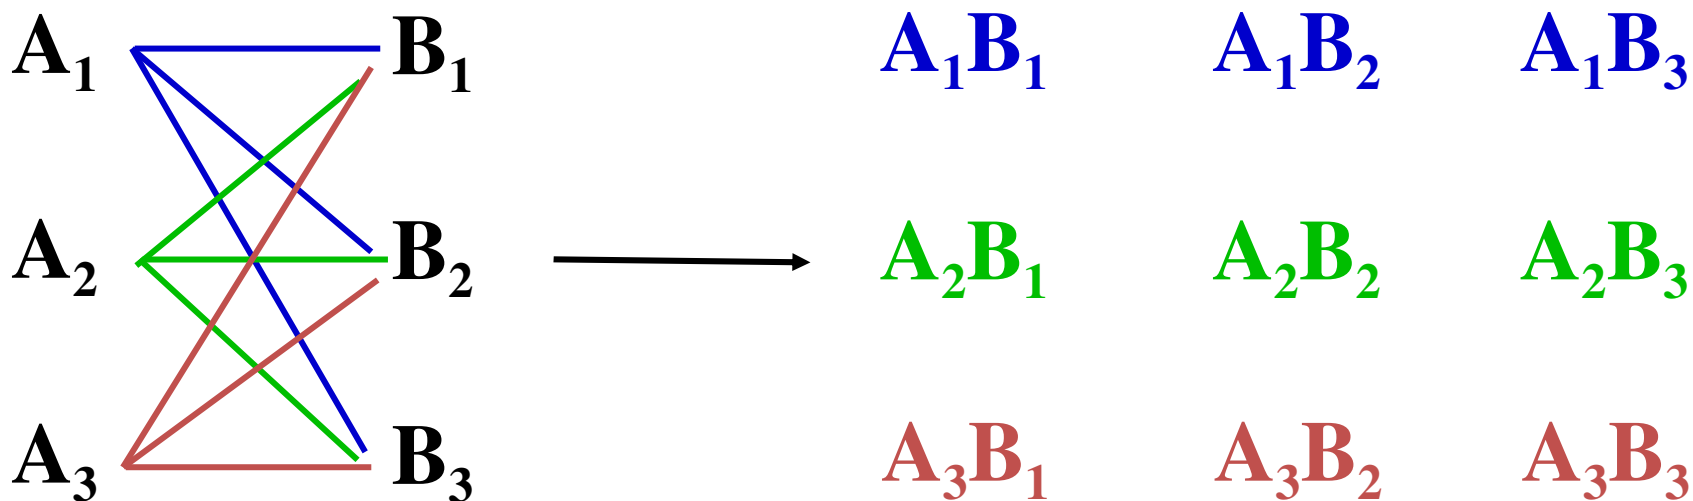 A₁ B₁ A₁B₁ A₁B₂ A₁B₃
A₂ B₂ A₂B₁ A₂B₂ A₂B₃
A₃ B₃ A₃B₁ A₃B₂ A₃B₃